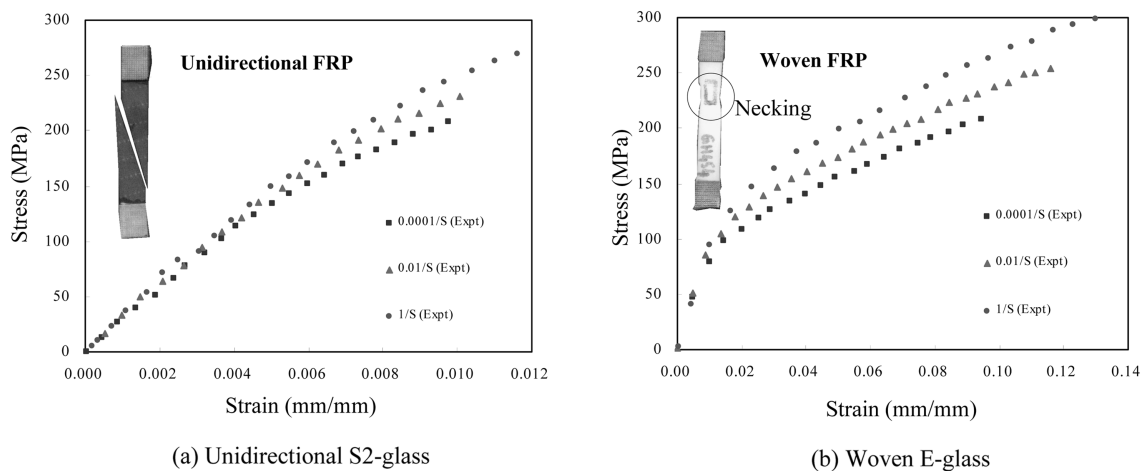 300
250
200
150
100
50
0
Stress (MPa)
Unidirectional FRP
0.0001/S (Expt)
0.01/S (Expt)
1/S (Expt)
0.000
0.002
0.004
0.006
0.008
0.010
0.012
Strain (mm/mm)
(a) Unidirectional S2-glass
300
250
200
150
100
50
0
Stress (MPa)
Woven FRP
Necking
0.0001/S (Expt)
0.01/S (Expt)
1/S (Expt)
0.00
0.02
0.04
0.06
0.08
0.10
0.12
0.14
Strain (mm/mm)
(b) Woven E-glass